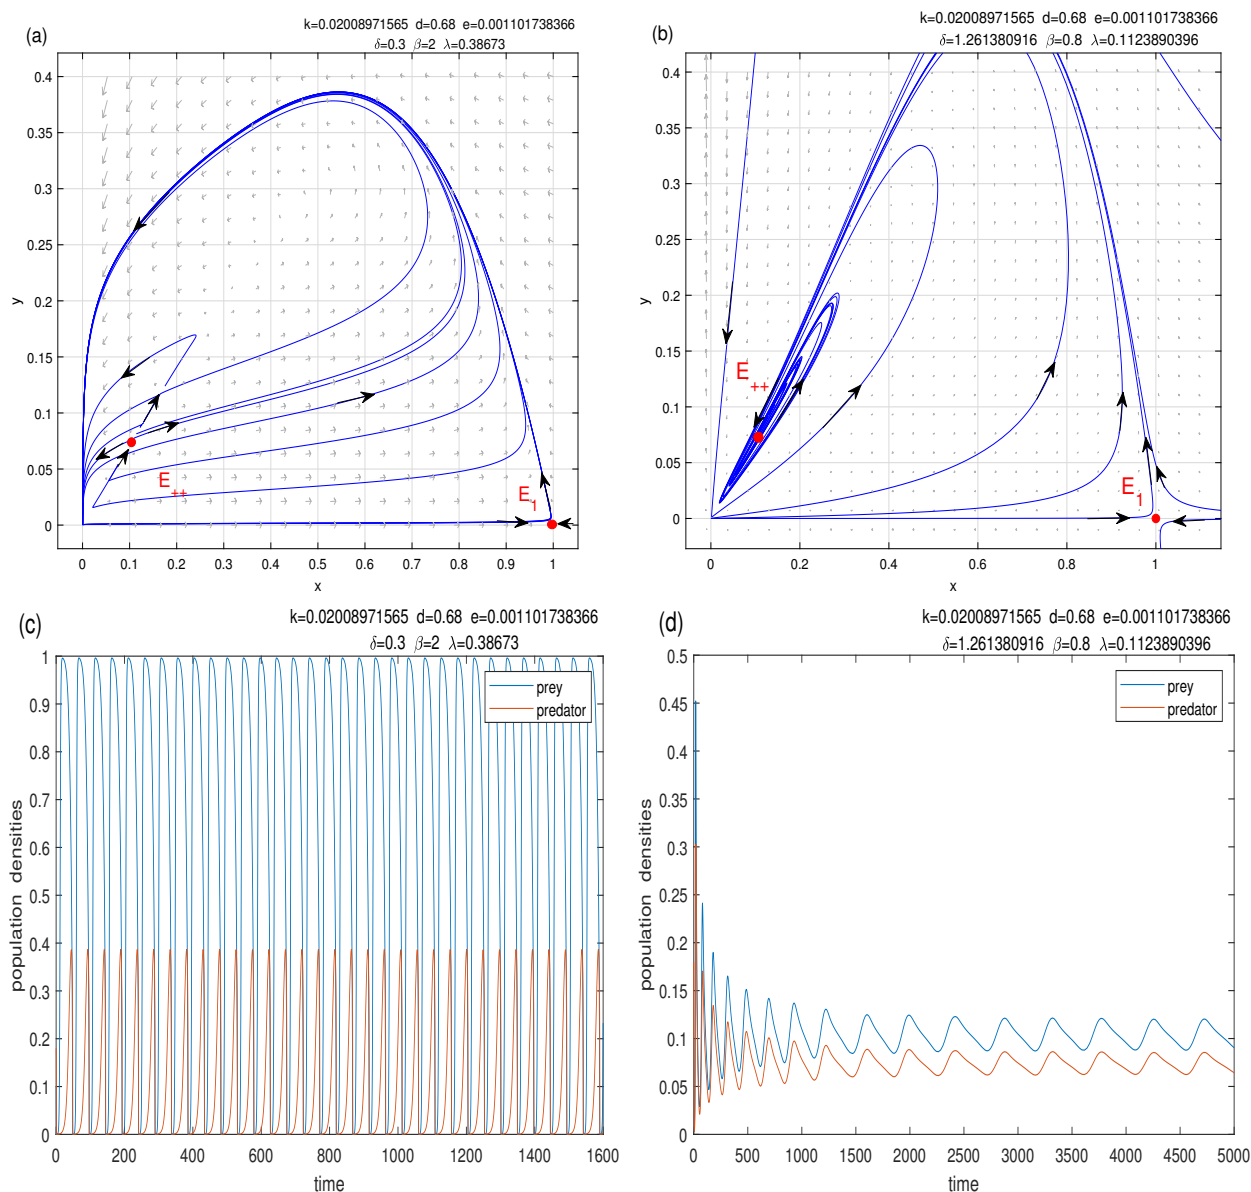 (a)
k=0.02008971565 d=0.68 e=0.001101738366
δ=0.3 β=2 λ=0.38673
0.4
0.35
0.3
0.25
0.2
0.15
0.1
0.05
0
y
E++
E1
0 0.1 0.2 0.3 0.4 0.5 0.6 0.7 0.8 0.9 1
x
(b)
k=0.02008971565 d=0.68 e=0.001101738366
δ=1.261380916 β=0.8 λ=0.1123890396
0.4
0.35
0.3
0.25
0.2
0.15
0.1
0.05
0
y
E++
E1
0 0.2 0.4 0.6 0.8 1
x
(c)
k=0.02008971565 d=0.68 e=0.001101738366
δ=0.3 β=2 λ=0.38673
1
0.9
0.8
0.7
0.6
0.5
0.4
0.3
0.2
0.1
0
population densities
prey
predator
0 200 400 600 800 1000 1200 1400 1600
time
(d)
k=0.02008971565 d=0.68 e=0.001101738366
δ=1.261380916 β=0.8 λ=0.1123890396
0.5
0.45
0.4
0.35
0.3
0.25
0.2
0.15
0.1
0.05
0
population densities
prey
predator
0 500 1000 1500 2000 2500 3000 3500 4000 4500 5000
time